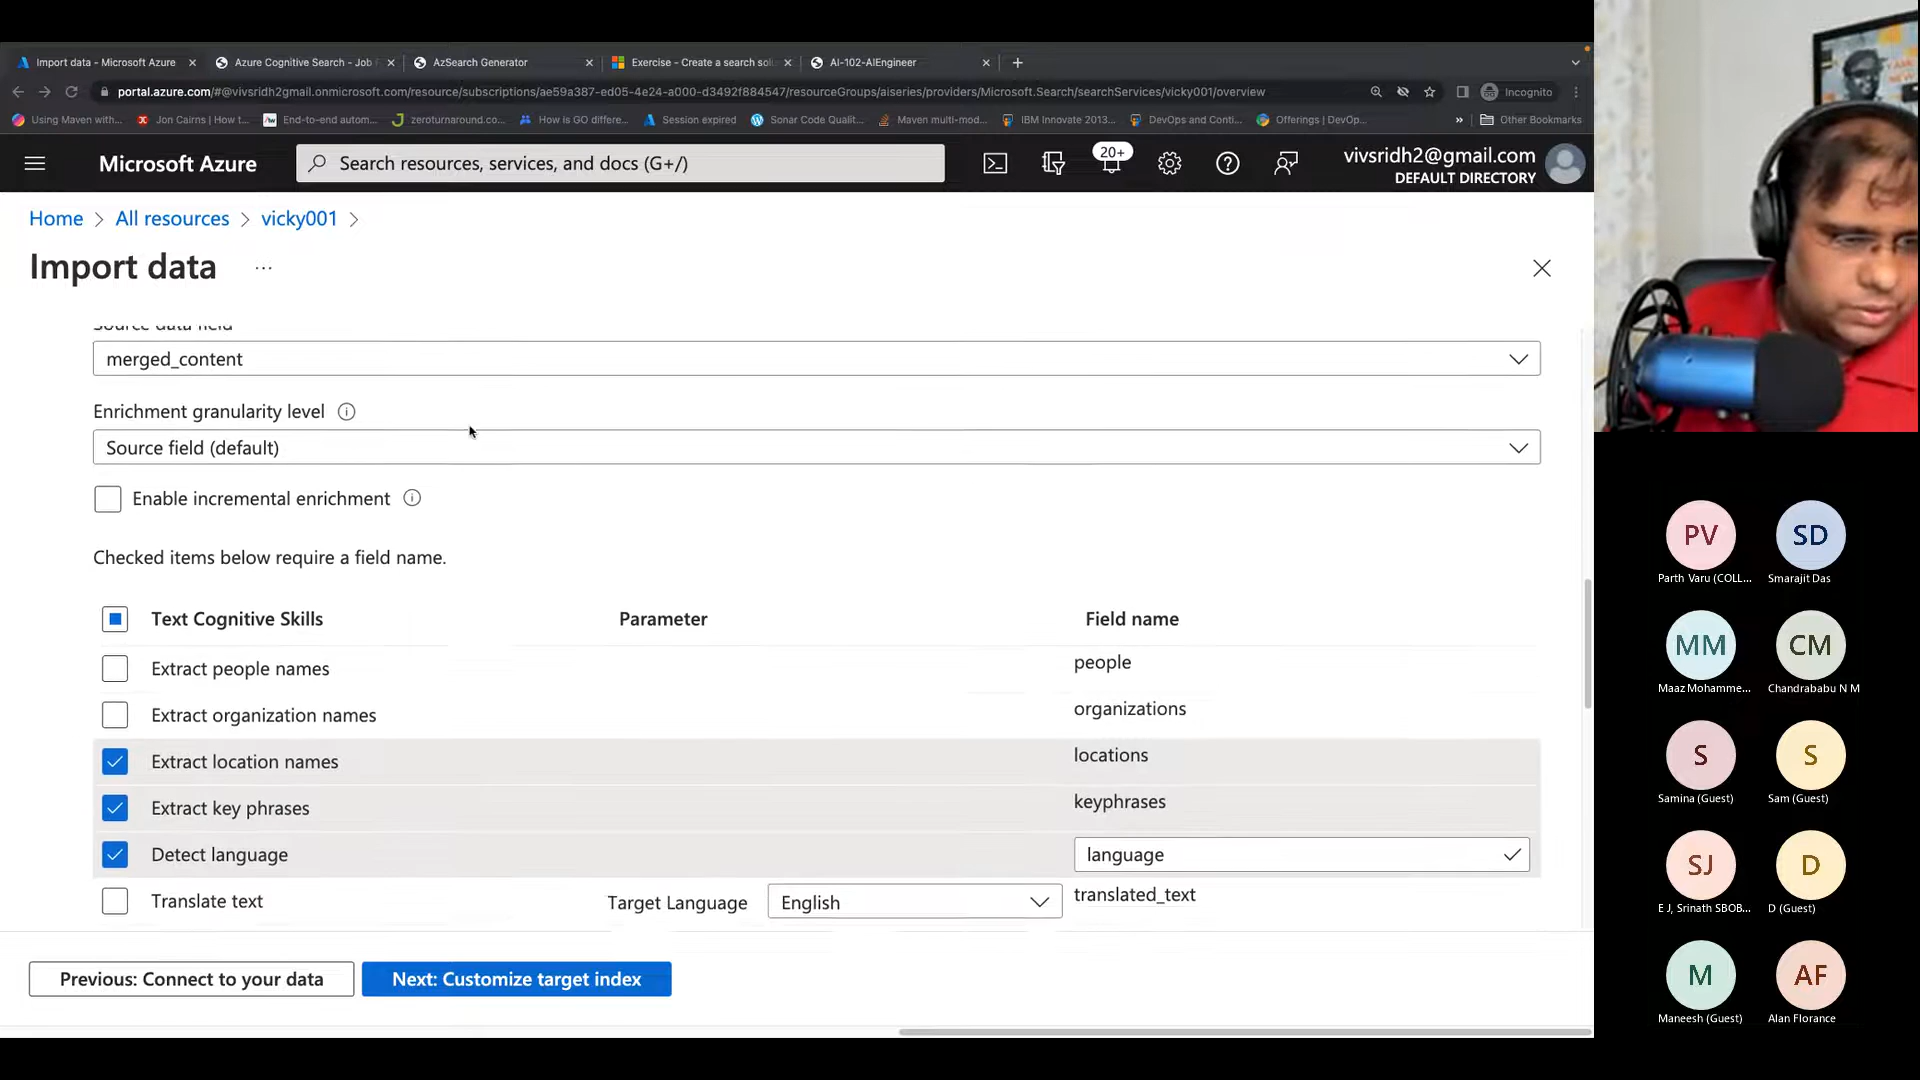 Import data - Microsoft Azure
Azure Cognitive Search - Job F
AzSearch Generator
Exercise - Create a search solu
AI-102-AIEngineer
portal.azure.com/#@vivsridh2gmail.onmicrosoft.com/resource/subscriptions/ae59a387-ed05-4e24-a000-d3492f884547/resourceGroups/aiseries/providers/Microsoft.Search/searchServices/vicky001/overview
Incognito
Using Maven with...
Jon Cairns | How t...
End-to-end autom...
zeroturnaround.co...
How is GO differe...
Session expired
Sonar Code Qualit...
Maven multi-mod...
IBM Innovate 2013...
DevOps and Conti...
Offerings | DevOp...
»
Other Bookmarks
Microsoft Azure
Search resources, services, and docs (G+/)
20+
vivsridh2@gmail.com
DEFAULT DIRECTORY
Home > All resources > vicky001 >
Import data ...
Source data field
merged_content
Enrichment granularity level
Source field (default)
Enable incremental enrichment
Checked items below require a field name.
Text Cognitive Skills Parameter Field name
Extract people names people
Extract organization names organizations
Extract location names locations
Extract key phrases keyphrases
Detect language language
Translate text Target Language English translated_text
Previous: Connect to your data
Next: Customize target index
PV SD
Parth Varu (COLL... Smarajit Das
MM CM
Maaz Mohamme... Chandrababu N M
S S
Samina (Guest) Sam (Guest)
SJ D
E J, Srinath SBOB... D (Guest)
M AF
Maneesh (Guest) Alan Florance